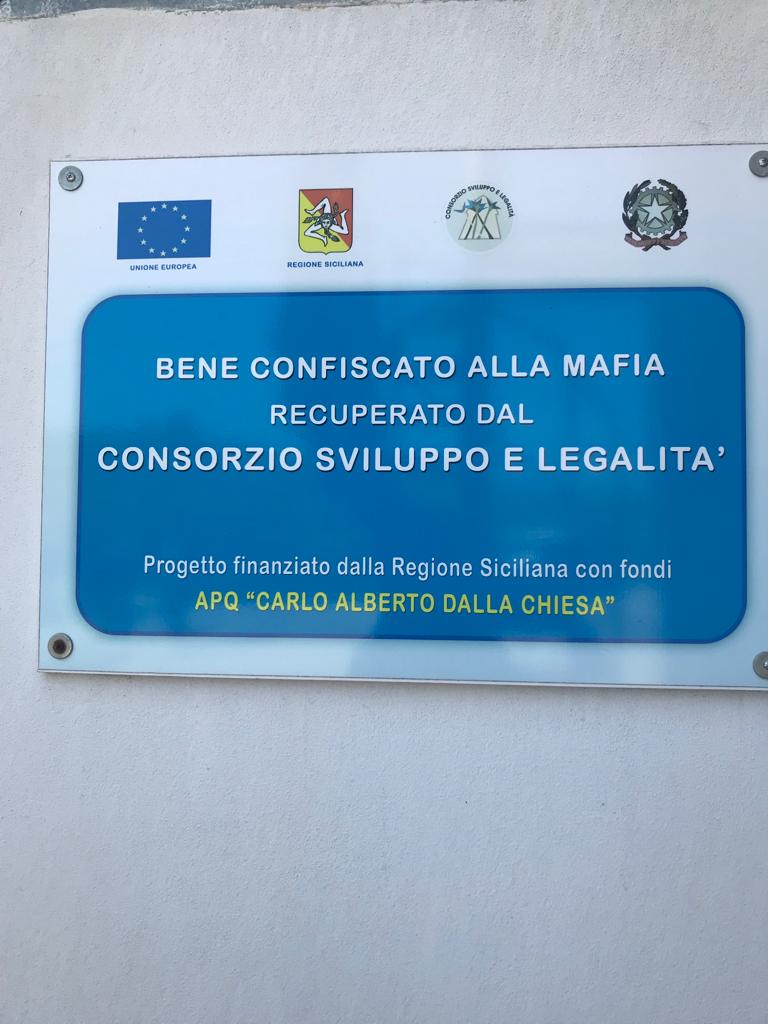 UNIONE EUROPEA
REGIONE SICILIANA
CONSORZIO SVILUPPO E LEGALITÀ
BENE CONFISCATO ALLA MAFIA
RECUPERATO DAL
CONSORZIO SVILUPPO E LEGALITA'
Progetto finanziato dalla Regione Siciliana con fondi
APQ “CARLO ALBERTO DALLA CHIESA”